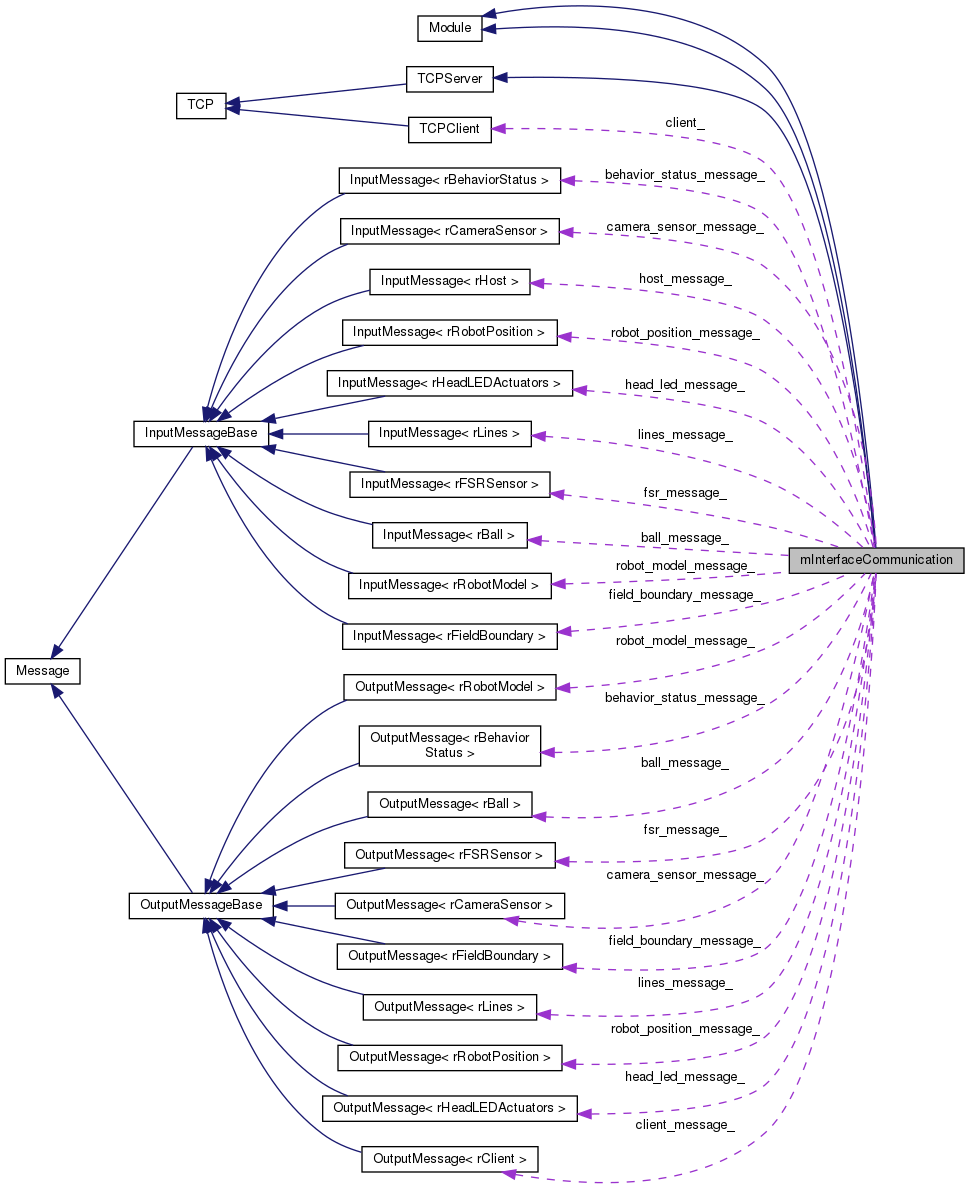 Module
TCPServer
TCP
client_
TCPClient
behavior_status_message_
InputMessage< rBehaviorStatus >
camera_sensor_message_
InputMessage< rCameraSensor >
host_message_
InputMessage< rHost >
robot_position_message_
InputMessage< rRobotPosition >
head_led_message_
InputMessage< rHeadLEDActuators >
InputMessageBase
InputMessage< rLines >
lines_message_
InputMessage< rFSRSensor >
fsr_message_
InputMessage< rBall >
ball_message_
mInterfaceCommunication
robot_model_message_
InputMessage< rRobotModel >
field_boundary_message_
InputMessage< rFieldBoundary >
robot_model_message_
Message
OutputMessage< rRobotModel >
behavior_status_message_
OutputMessage< rBehavior
Status >
ball_message_
OutputMessage< rBall >
fsr_message_
OutputMessage< rFSRSensor >
camera_sensor_message_
OutputMessageBase
OutputMessage< rCameraSensor >
field_boundary_message_
OutputMessage< rFieldBoundary >
lines_message_
OutputMessage< rLines >
robot_position_message_
OutputMessage< rRobotPosition >
head_led_message_
OutputMessage< rHeadLEDActuators >
client_message_
OutputMessage< rClient >